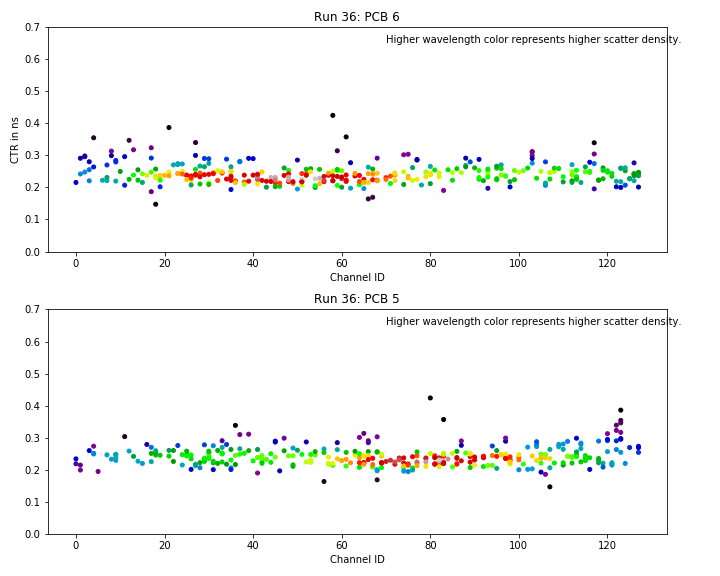 Run 36: PCB 6
Higher wavelength color represents higher scatter density.
CTR in ns
0.7
0.6
0.5
0.4
0.3
0.2
0.1
0.0
0 20 40 60 80 100 120
Channel ID
Run 36: PCB 5
Higher wavelength color represents higher scatter density.
0.7
0.6
0.5
0.4
0.3
0.2
0.1
0.0
0 20 40 60 80 100 120
Channel ID